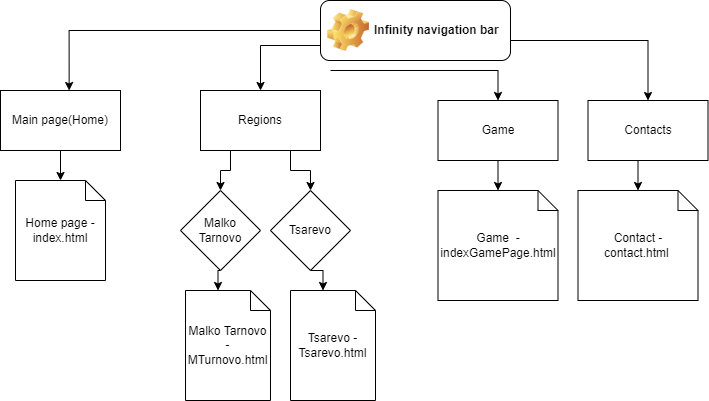 Infinity navigation bar
Main page(Home)
Regions
Game
Contacts
Home page -
index.html
Malko
Tarnovo
Tsarevo
Game  -
indexGamePage.html
Contact -
contact.html
Malko Tarnovo
-
MTurnovo.html
Tsarevo -
Tsarevo.html